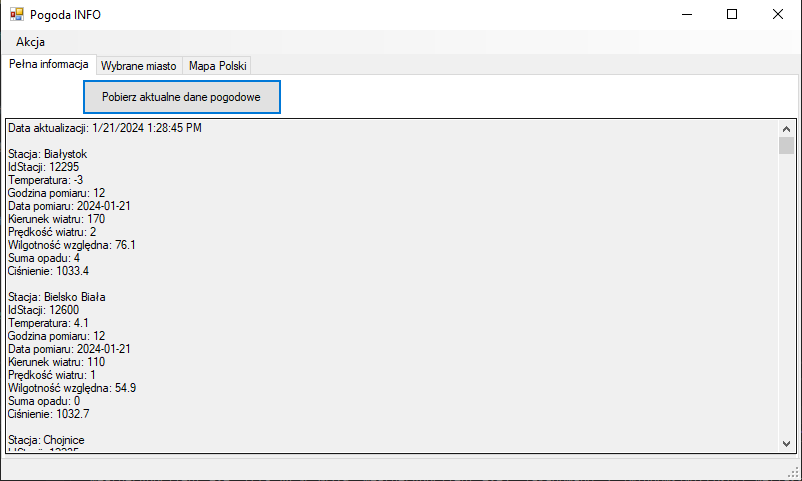 Pogoda INFO
Akcja
Pełna informacja Wybrane miasto Mapa Polski
Pobierz aktualne dane pogodowe
Data aktualizacji: 1/21/2024 1:28:45 PM
Stacja: Białystok
IdStacji: 12295
Temperatura: -3
Godzina pomiaru: 12
Data pomiaru: 2024-01-21
Kierunek wiatru: 170
Prędkość wiatru: 2
Wilgotność względna: 76.1
Suma opadu: 4
Ciśnienie: 1033.4
Stacja: Bielsko Biała
IdStacji: 12600
Temperatura: 4.1
Godzina pomiaru: 12
Data pomiaru: 2024-01-21
Kierunek wiatru: 110
Prędkość wiatru: 1
Wilgotność względna: 54.9
Suma opadu: 0
Ciśnienie: 1032.7
Stacja: Chojnice